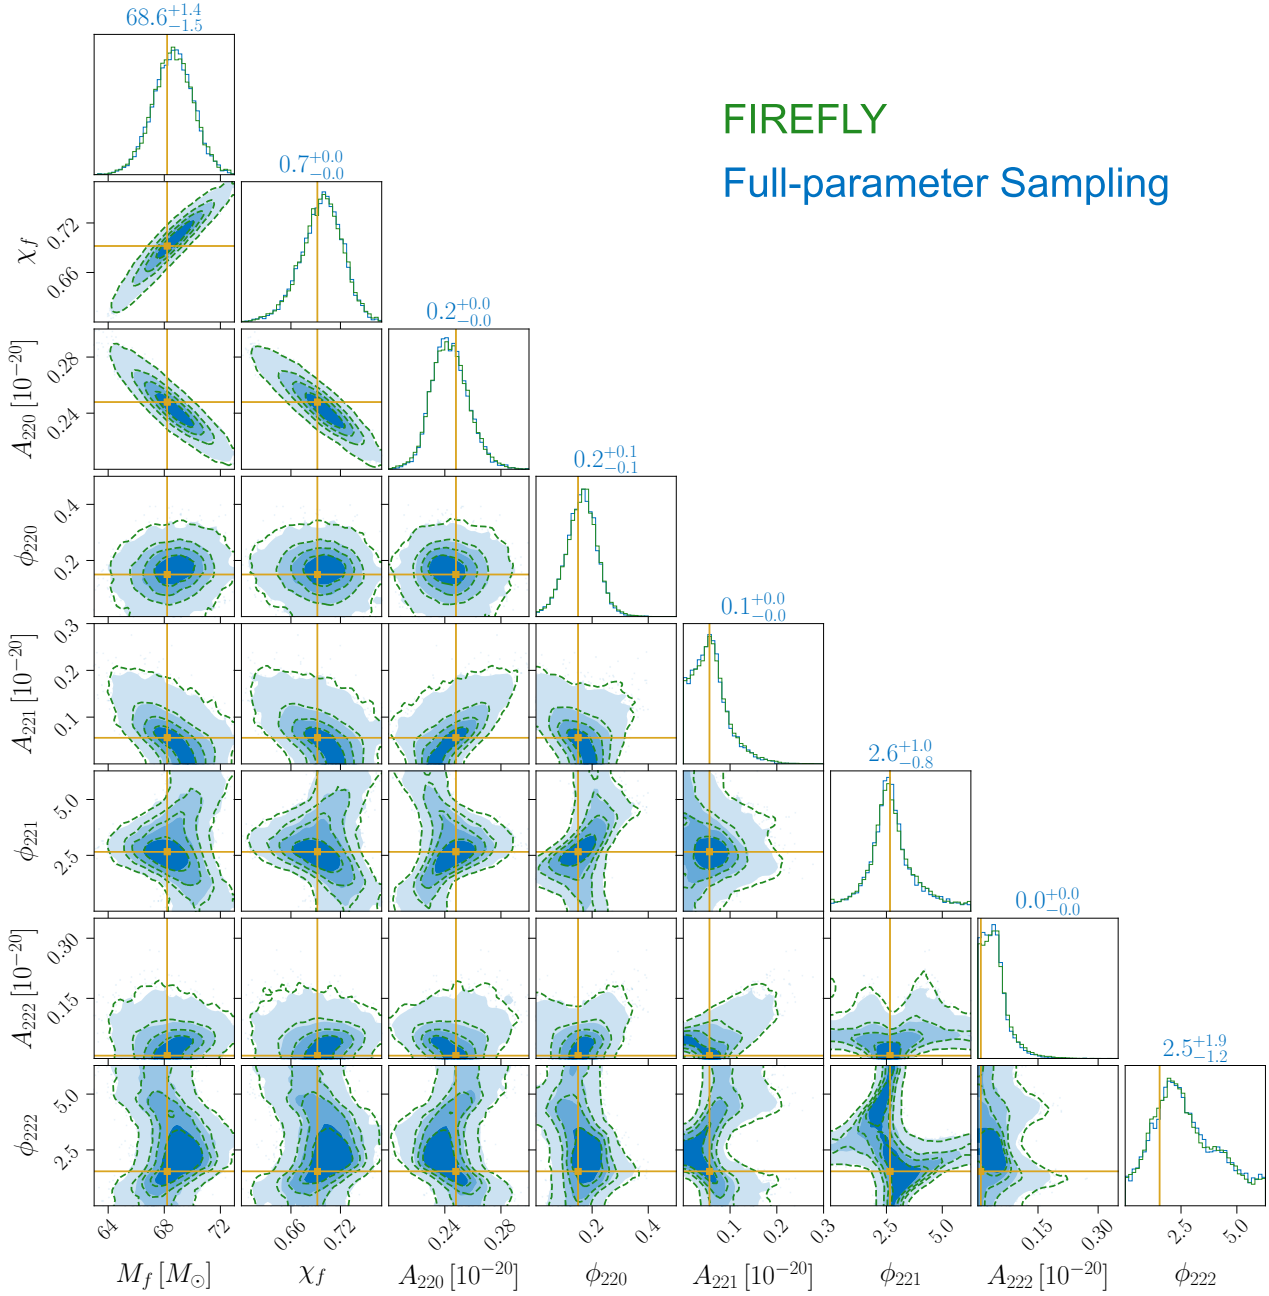 68.6+1.4−1.5
FIREFLY
0.7+0.0−0.0
Full-parameter Sampling
χf
0.72
0.66
0.2+0.0−0.0
A220 [10−20]
0.28
0.24
0.2+0.1−0.1
ϕ220
0.4
0.2
0.1+0.0−0.0
A221 [10−20]
0.3
0.2
0.1
2.6+1.0−0.8
ϕ221
5.0
2.5
0.0+0.0−0.0
A222 [10−20]
0.30
0.15
2.5+1.9−1.2
ϕ222
5.0
2.5
64 68 72 0.66 0.72 0.24 0.28 0.2 0.4 0.1 0.2 0.3 2.5 5.0 0.15 0.30 2.5 5.0
Mf [M⊙] χf A220 [10−20] ϕ220 A221 [10−20] ϕ221 A222 [10−20] ϕ222